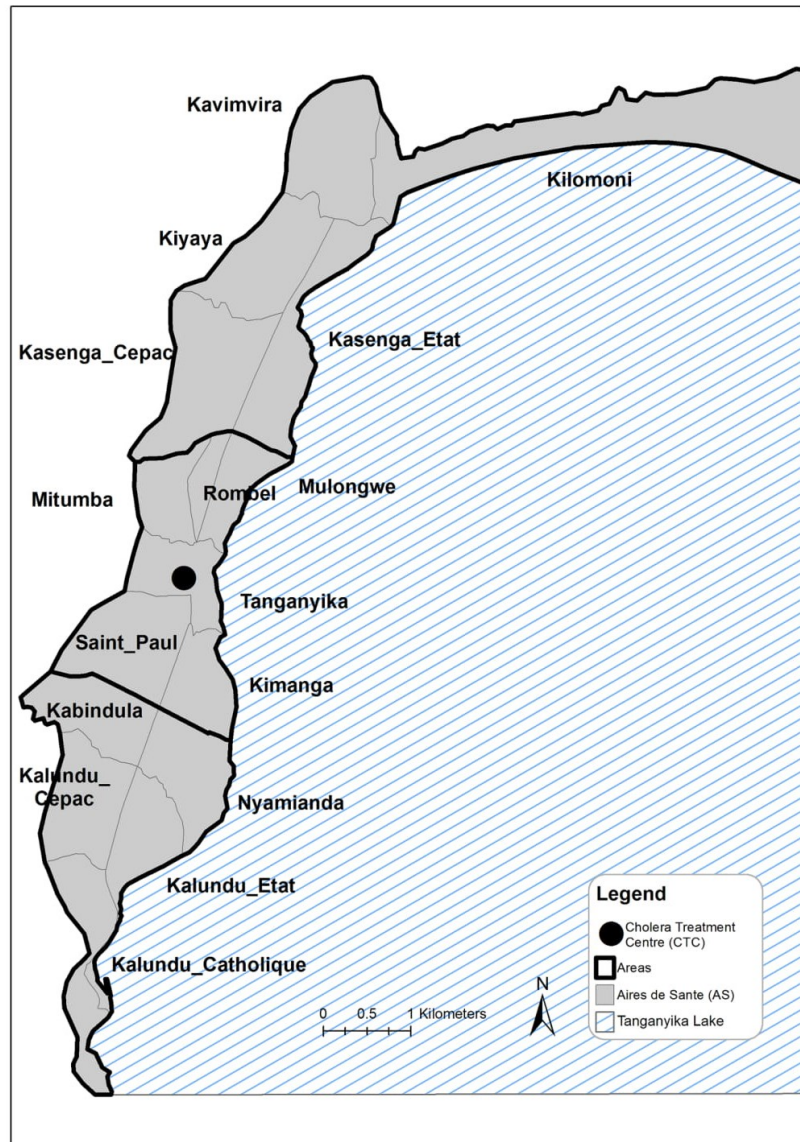 Kavimvira
Kilomoni
Kiyaya
Kasenga_Etat
Kasenga_Cepac
Mulongwe
Rombel
Mitumba
Tanganyika
Saint_Paul
Kimanga
Kabindula
Kalundu_
Cepac
Nyamianda
Kalundu_Etat
Kalundu_Catholique
N
0 0.5 1 Kilometers
Legend
Cholera Treatment
Centre (CTC)
Areas
Aires de Sante (AS)
Tanganyika Lake